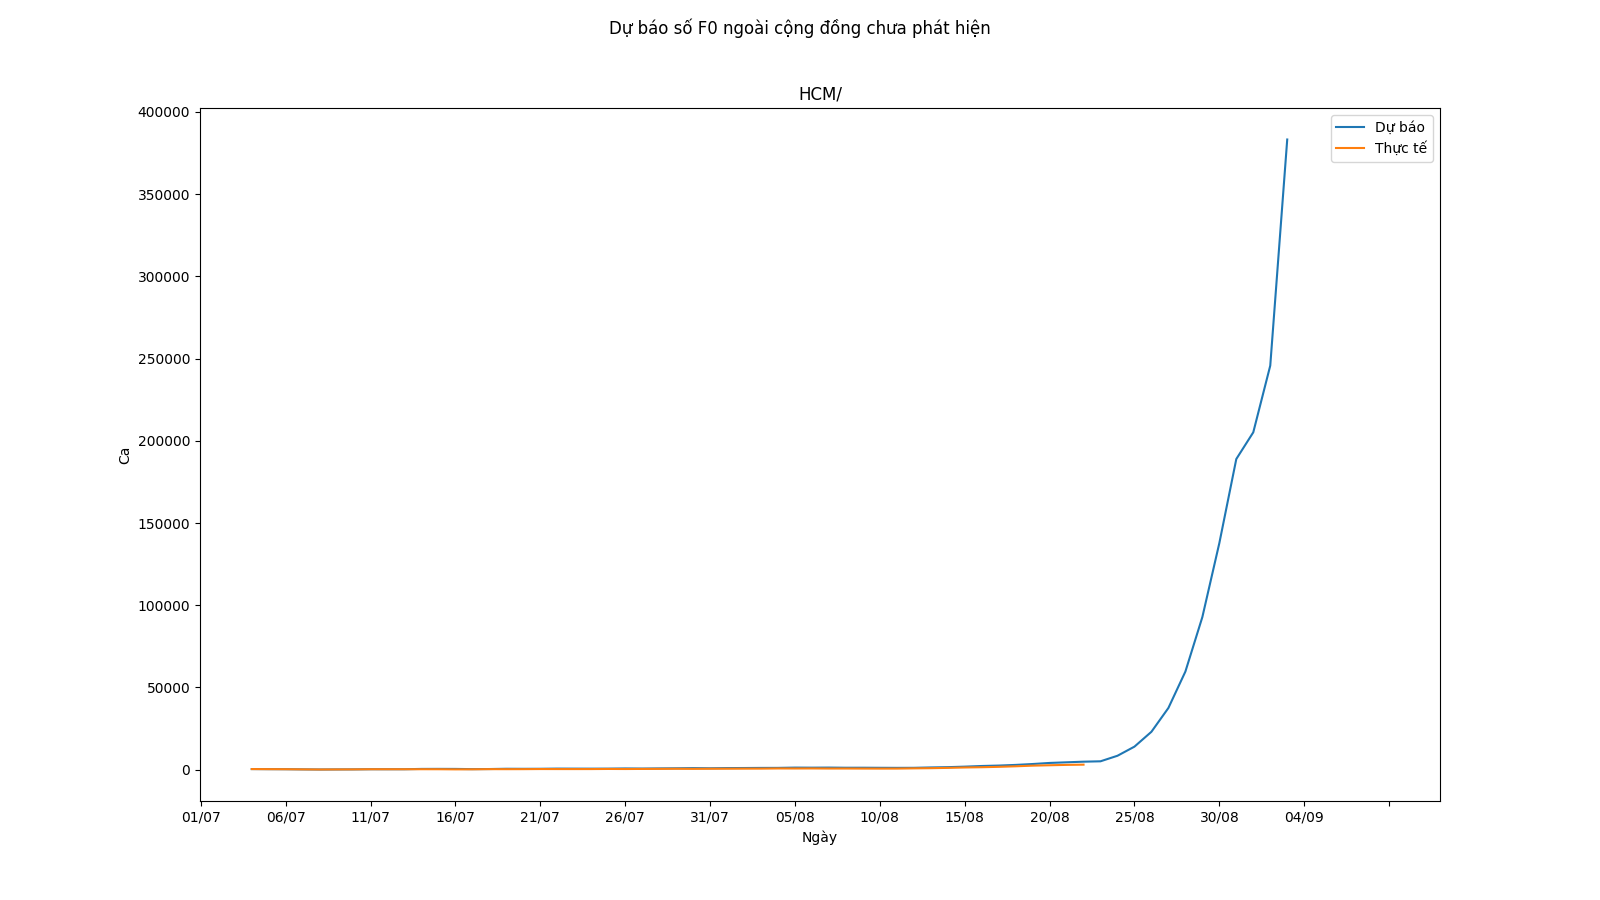 Dự báo số F0 ngoài cộng đồng chưa phát hiện
HCM/
400000
350000
300000
250000
200000
150000
100000
50000
0
Ca
Dự báo
Thực tế
01/07 06/07 11/07 16/07 21/07 26/07 31/07 05/08 10/08 15/08 20/08 25/08 30/08 04/09
Ngày